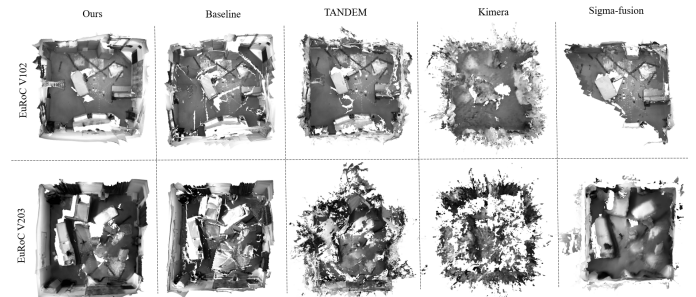 Ours Baseline TANDEM Kimera Sigma-fusion
EuRoC V102
EuRoC V203